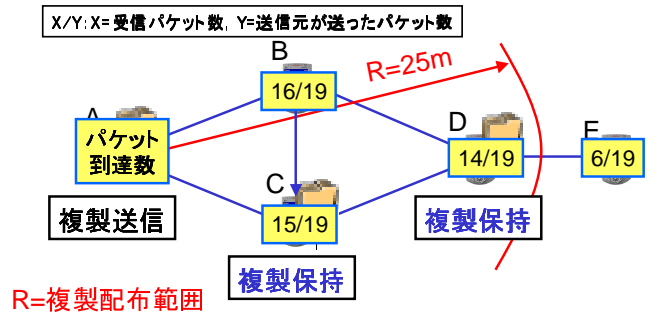 X/Y: X= 受信パケット数, Y=送信元が送ったパケット数
B
R=25m
16/19
A
パケット
到達数
D
E
14/19
6/19
複製送信
C
15/19
複製保持
複製保持
R=複製配布範囲